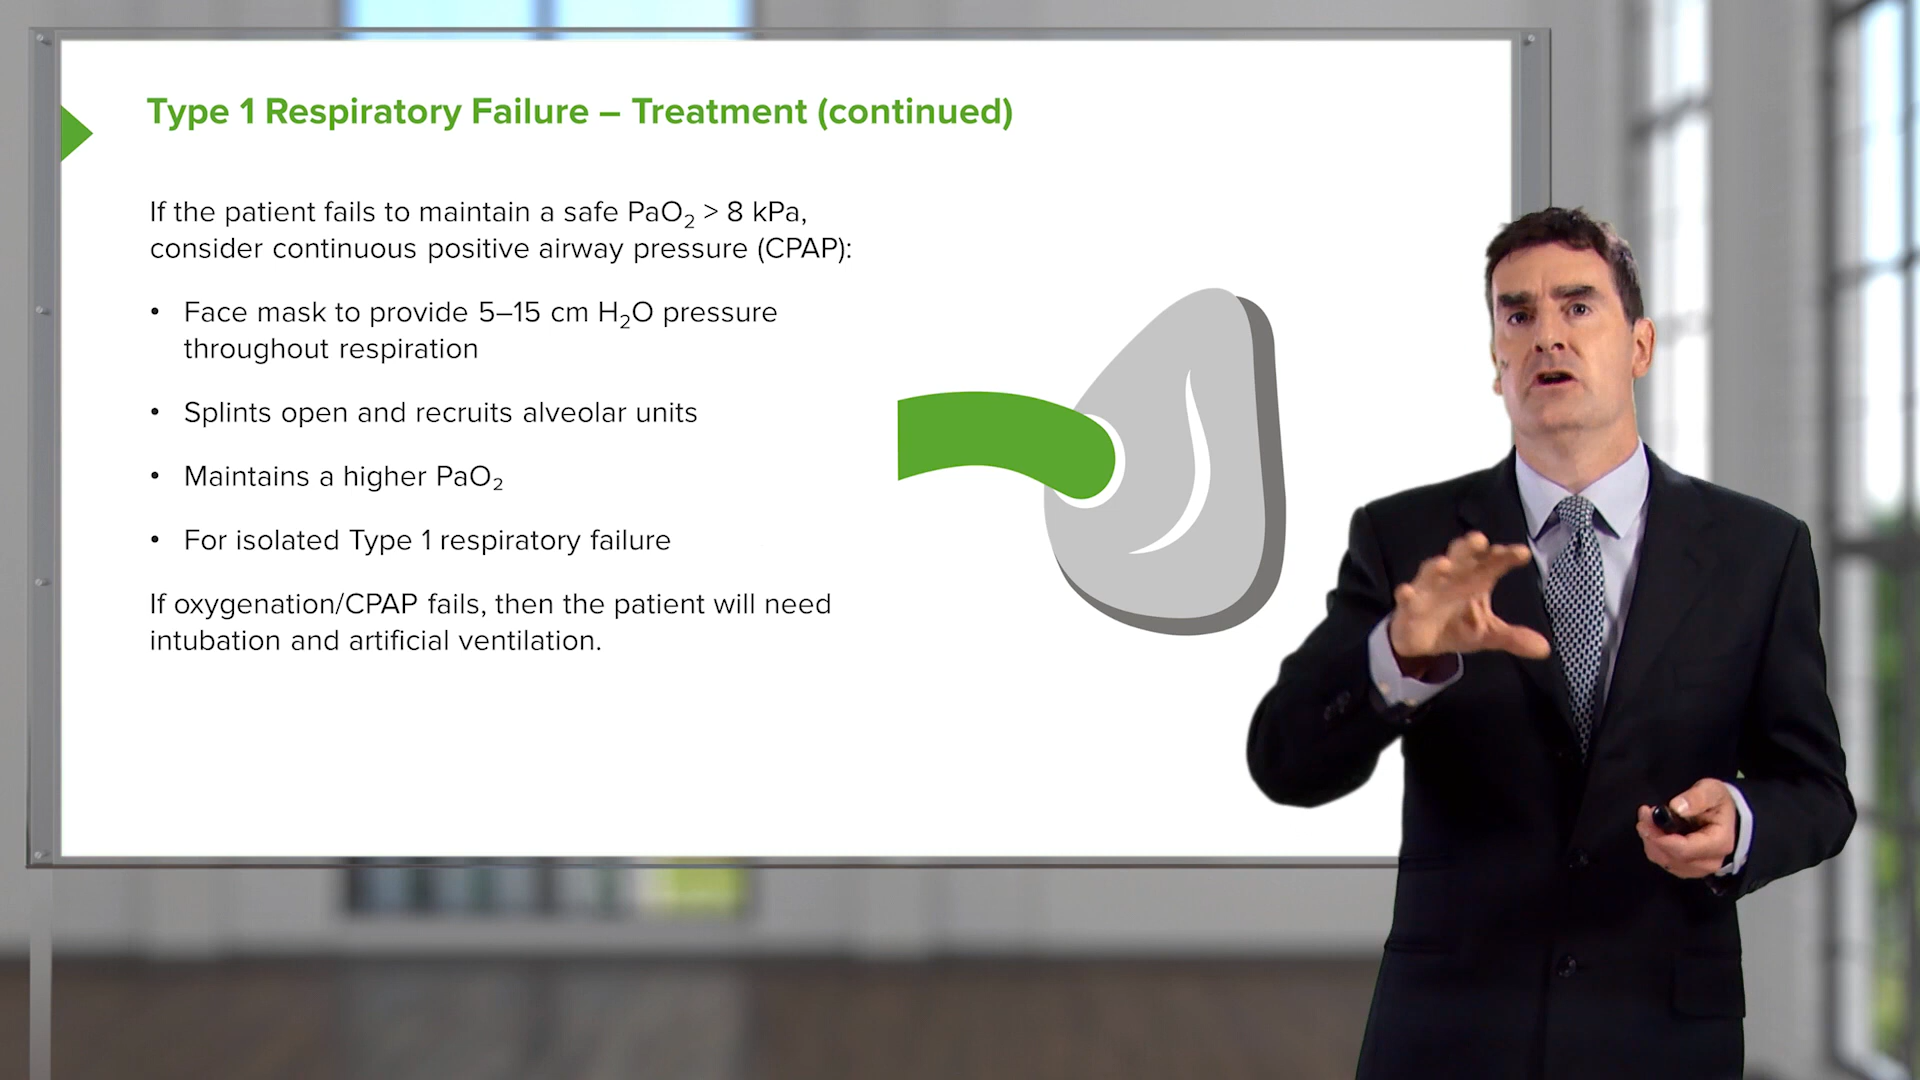 Type 1 Respiratory Failure – Treatment (continued)
If the patient fails to maintain a safe PaO₂ > 8 kPa,
consider continuous positive airway pressure (CPAP):
• Face mask to provide 5–15 cm H₂O pressure
throughout respiration
• Splints open and recruits alveolar units
• Maintains a higher PaO₂
• For isolated Type 1 respiratory failure
If oxygenation/CPAP fails, then the patient will need
intubation and artificial ventilation.